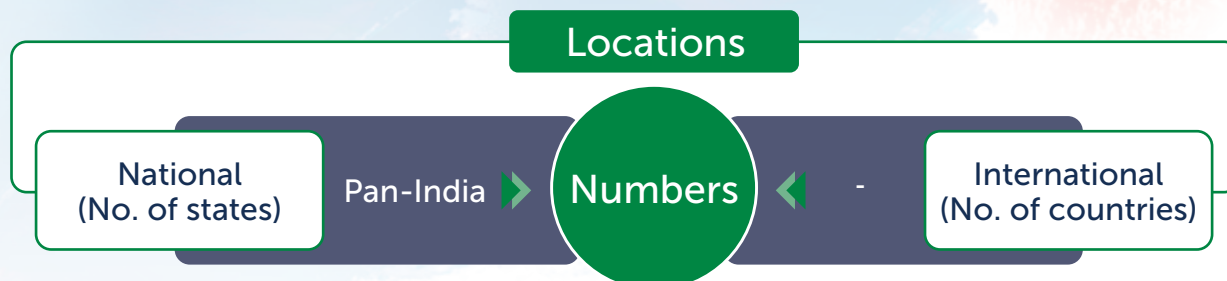 Locations
National
(No. of states)
Pan-India
Numbers
-
International
(No. of countries)